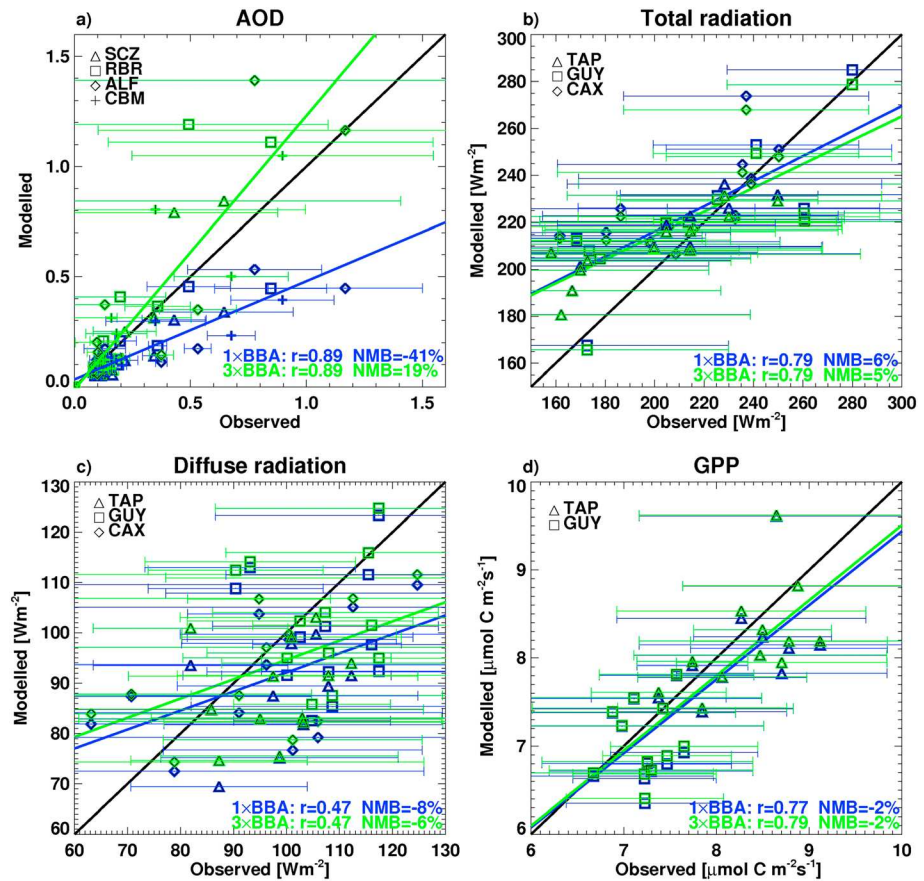 a) AOD
1.6
1.0
0.5
0.0
Modelled
△ SCZ
□ RBR
◇ ALF
+ CBM
1×BBA: r=0.89 NMB=-41%
3×BBA: r=0.89 NMB=19%
0.0 0.5 1.0 1.6
Observed
b) Total radiation
300
280
260
240
220
200
180
160
Modelled [Wm⁻²]
△ TAP
□ GUY
◇ CAX
1×BBA: r=0.79 NMB=6%
3×BBA: r=0.79 NMB=5%
160 180 200 220 240 260 280 300
Observed [Wm⁻²]
c) Diffuse radiation
130
120
110
100
90
80
70
60
Modelled [Wm⁻²]
△ TAP
□ GUY
◇ CAX
1×BBA: r=0.47 NMB=-8%
3×BBA: r=0.47 NMB=-6%
60 70 80 90 100 110 120 130
Observed [Wm⁻²]
d) GPP
10
9
8
7
6
Modelled [μmol C m⁻²s⁻¹]
△ TAP
□ GUY
1×BBA: r=0.77 NMB=-2%
3×BBA: r=0.79 NMB=-2%
6 7 8 9 10
Observed [μmol C m⁻²s⁻¹]